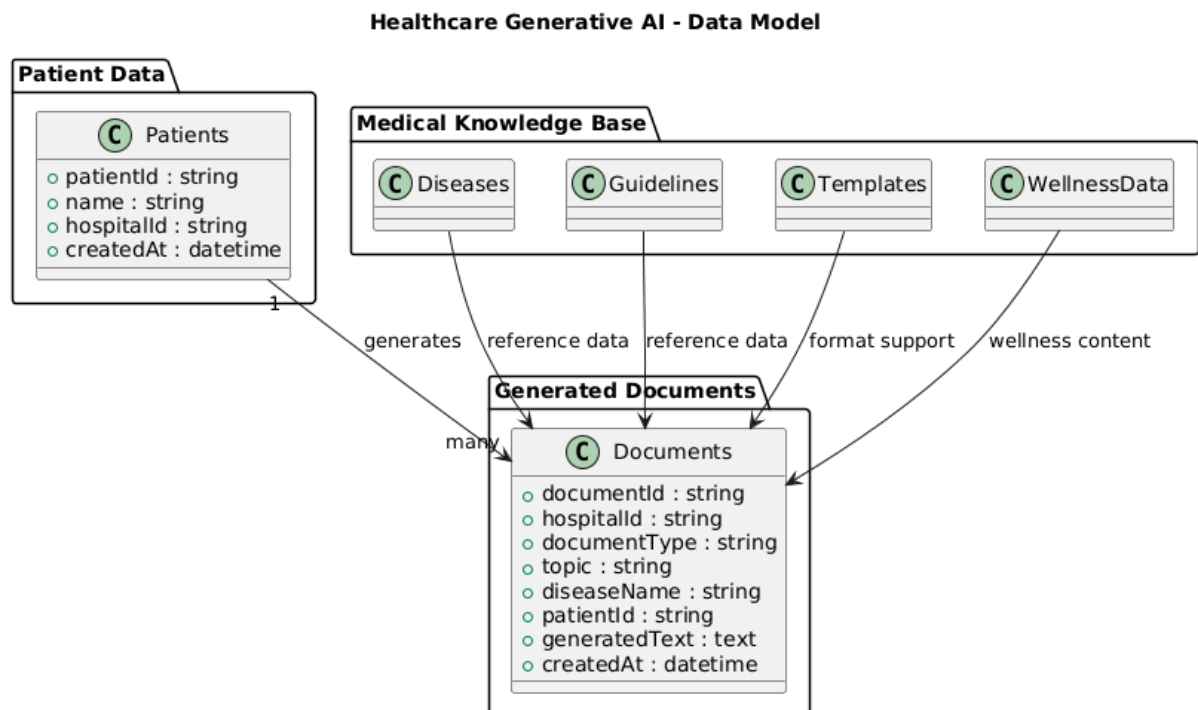 Healthcare Generative AI - Data Model
Patient Data
C Patients
patientId : string
name : string
hospitalId : string
createdAt : datetime
Medical Knowledge Base
C Diseases
C Guidelines
C Templates
C WellnessData
1
generates
reference data
reference data
format support
wellness content
many
Generated Documents
C Documents
documentId : string
hospitalId : string
documentType : string
topic : string
diseaseName : string
patientId : string
generatedText : text
createdAt : datetime